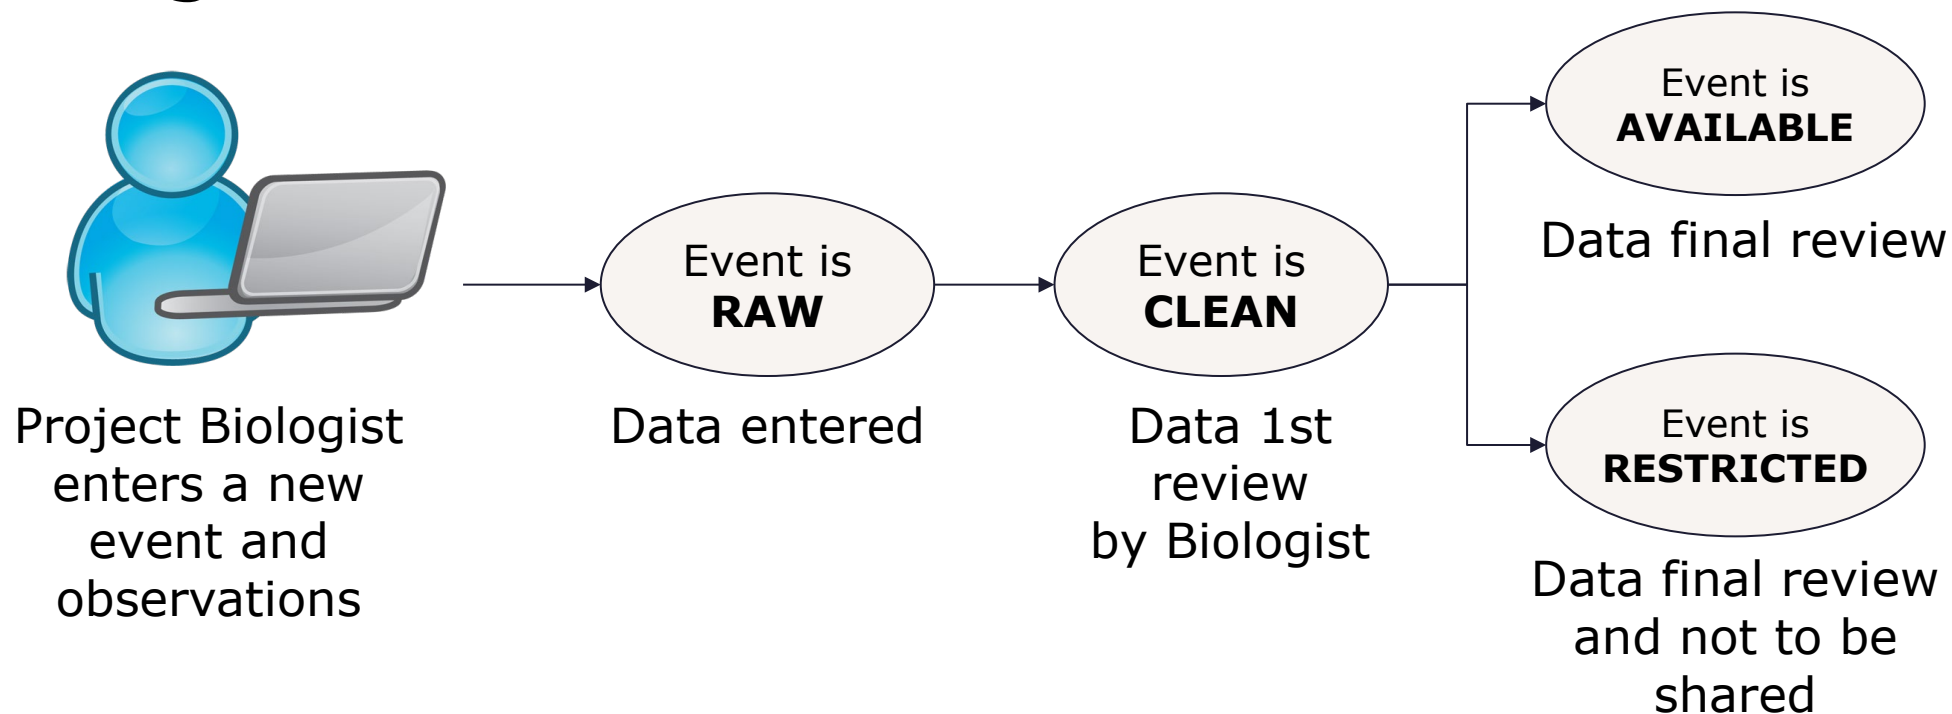 Project Biologist
enters a new
event and
observations
Event is
RAW
Data entered
Event is
CLEAN
Data 1st
review
by Biologist
Event is
AVAILABLE
Data final review
Event is
RESTRICTED
Data final review
and not to be
shared